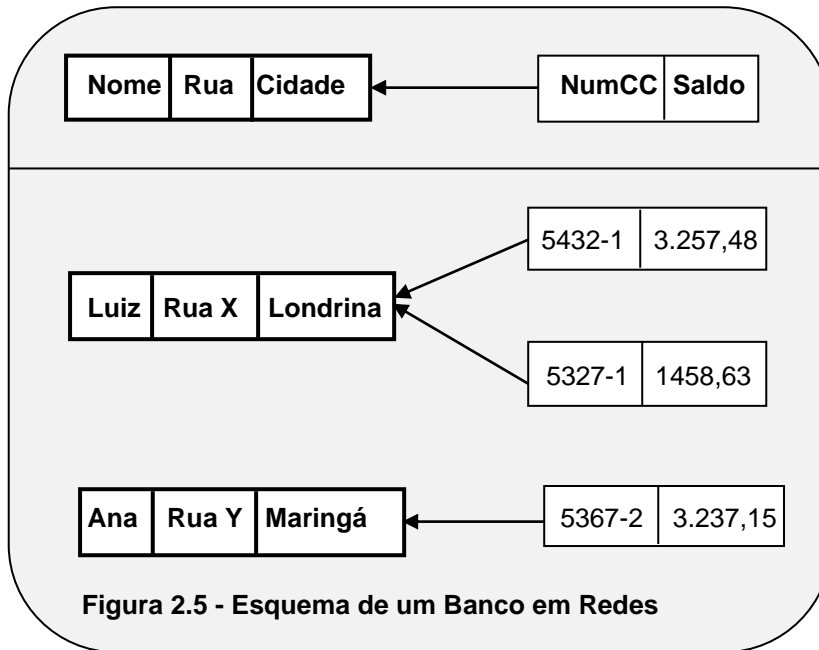 Nome Rua Cidade NumCC Saldo
5432-1 3.257,48
Luiz Rua X Londrina
5327-1 1458,63
Ana Rua Y Maringá 5367-2 3.237,15
Figura 2.5 - Esquema de um Banco em Redes